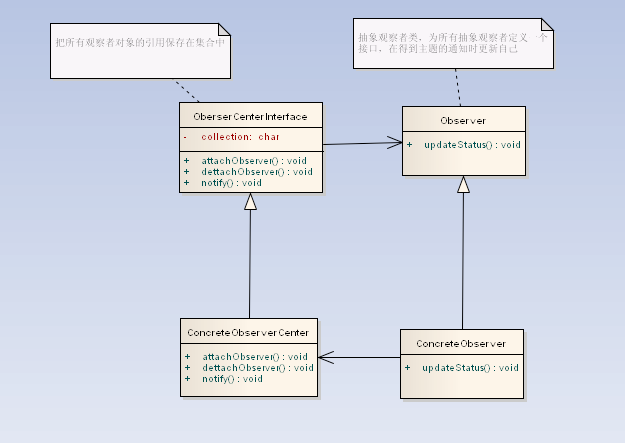 把所有观察者对象的引用保存在集合中
抽象观察者类，为所有抽象观察者定义一个
接口，在得到主题的通知时更新自己
OberserCenterInterface
- collection: char
+ attachObserver() : void
+ dettachObserver() : void
+ notify() : void
Observer
+ updateStatus() : void
ConcreteObserverCenter
+ attachObserver() : void
+ dettachObserver() : void
+ notify() : void
ConcreteObserver
+ updateStatus() : void